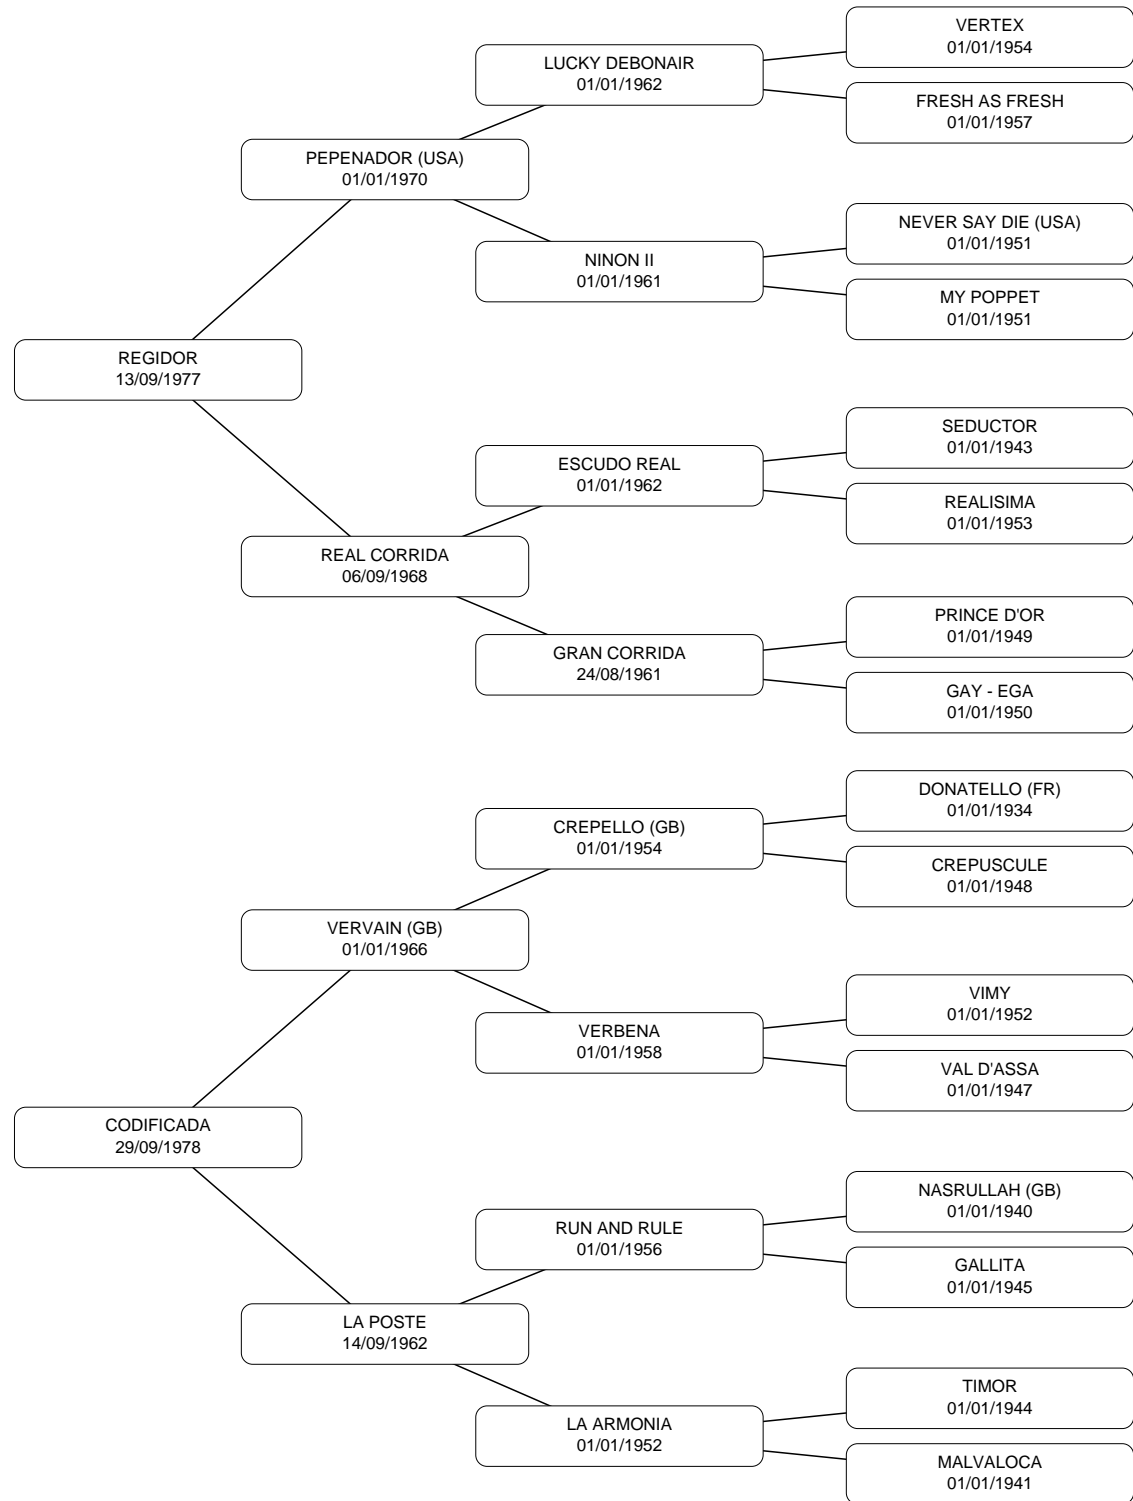 VERTEX
01/01/1954
LUCKY DEBONAIR
01/01/1962
FRESH AS FRESH
01/01/1957
PEPENADOR (USA)
01/01/1970
NEVER SAY DIE (USA)
01/01/1951
NINON II
01/01/1961
MY POPPET
01/01/1951
REGIDOR
13/09/1977
SEDUCTOR
01/01/1943
ESCUDO REAL
01/01/1962
REALISIMA
01/01/1953
REAL CORRIDA
06/09/1968
PRINCE D'OR
01/01/1949
GRAN CORRIDA
24/08/1961
GAY - EGA
01/01/1950
DONATELLO (FR)
01/01/1934
CREPELLO (GB)
01/01/1954
CREPUSCULE
01/01/1948
VERVAIN (GB)
01/01/1966
VIMY
01/01/1952
VERBENA
01/01/1958
VAL D'ASSA
01/01/1947
CODIFICADA
29/09/1978
NASRULLAH (GB)
01/01/1940
RUN AND RULE
01/01/1956
GALLITA
01/01/1945
LA POSTE
14/09/1962
TIMOR
01/01/1944
LA ARMONIA
01/01/1952
MALVALOCA
01/01/1941